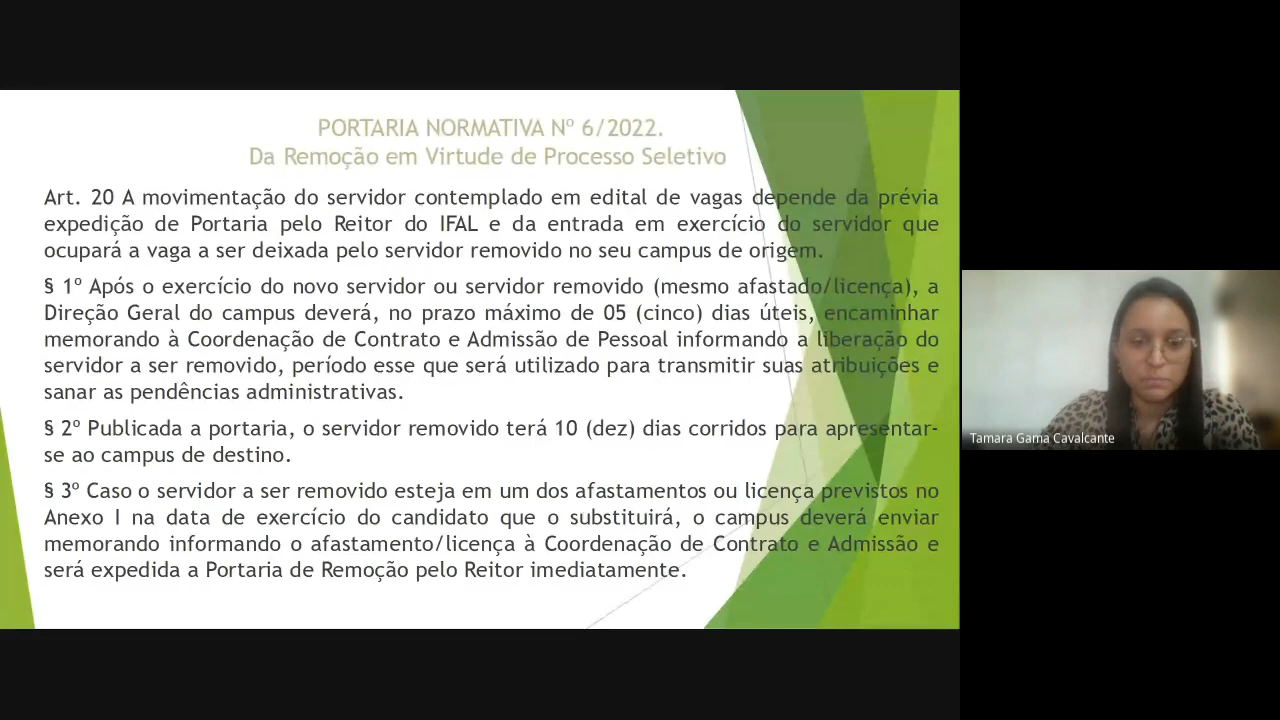 PORTARIA NORMATIVA Nº 6/2022.
Da Remoção em Virtude de Processo Seletivo
Art. 20 A movimentação do servidor contemplado em edital de vagas depende da prévia
expedição de Portaria pelo Reitor do IFAL e da entrada em exercício do servidor que
ocupará a vaga a ser deixada pelo servidor removido no seu campus de origem.
§ 1º Após o exercício do novo servidor ou servidor removido (mesmo afastado/licença), a
Direção Geral do campus deverá, no prazo máximo de 05 (cinco) dias úteis, encaminhar
memorando à Coordenação de Contrato e Admissão de Pessoal informando a liberação do
servidor a ser removido, período esse que será utilizado para transmitir suas atribuições e
sanar as pendências administrativas.
§ 2º Publicada a portaria, o servidor removido terá 10 (dez) dias corridos para apresentar-
se ao campus de destino.
§ 3º Caso o servidor a ser removido esteja em um dos afastamentos ou licença previstos no
Anexo I na data de exercício do candidato que o substituirá, o campus deverá enviar
memorando informando o afastamento/licença à Coordenação de Contrato e Admissão e
será expedida a Portaria de Remoção pelo Reitor imediatamente.
Tamara Gama Cavalcante